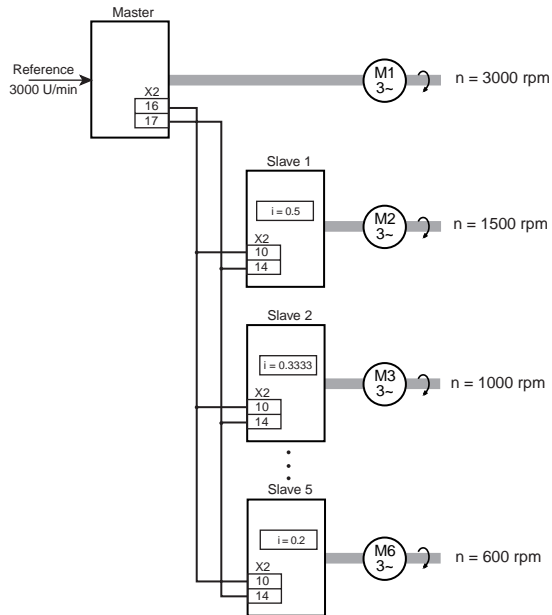 Master
Reference
3000 U/min
X2
16
17
M1
3~
n = 3000 rpm
Slave 1
i = 0.5
X2
10
14
M2
3~
n = 1500 rpm
Slave 2
i = 0.3333
X2
10
14
M3
3~
n = 1000 rpm
Slave 5
i = 0.2
X2
10
14
M6
3~
n = 600 rpm